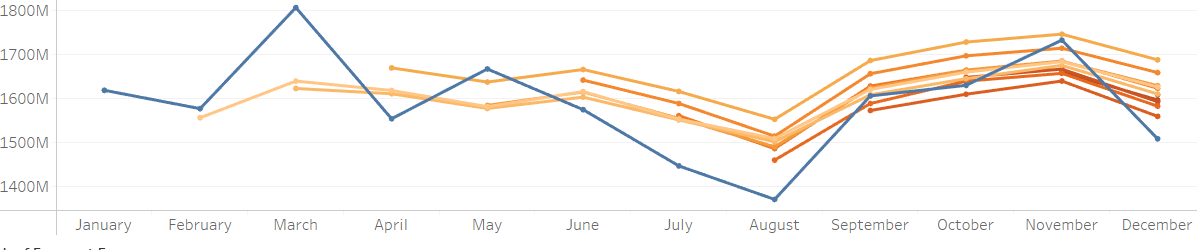 1800M
1700M
1600M
1500M
1400M
January February March April May June July August September October November December